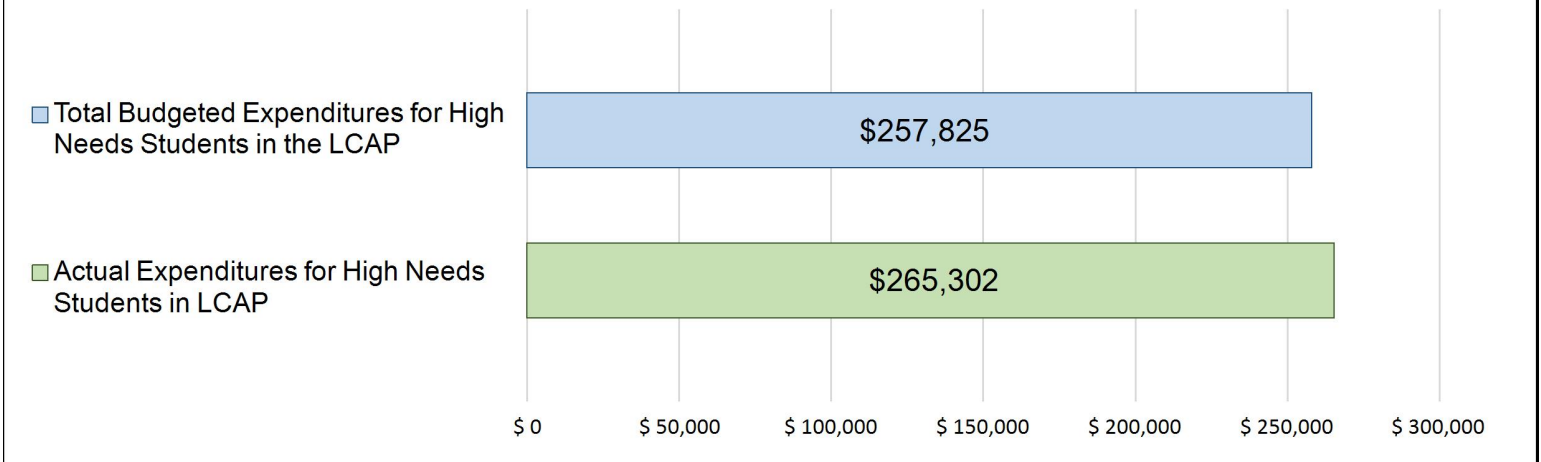 Total Budgeted Expenditures for High
Needs Students in the LCAP
$257,825
Actual Expenditures for High Needs
Students in LCAP
$265,302
$ 0
$ 50,000
$ 100,000
$ 150,000
$ 200,000
$ 250,000
$ 300,000